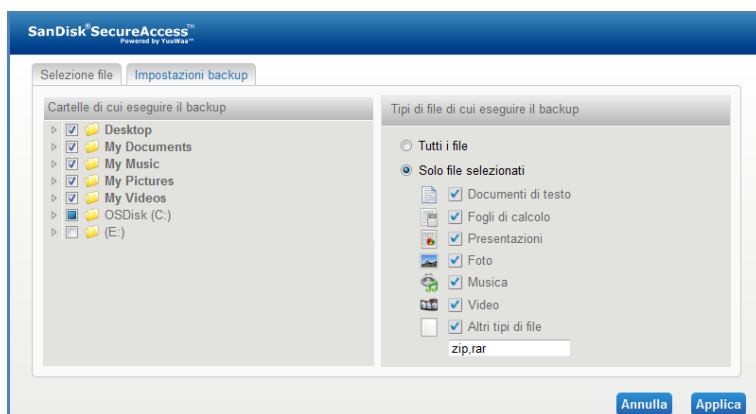 SanDisk®SecureAccess™
Powered by YuuWaa™
Selezione file
Impostazioni backup
Cartelle di cui eseguire il backup
Desktop
My Documents
My Music
My Pictures
My Videos
OSDisk (C:)
(E:)
Tipi di file di cui eseguire il backup
Tutti i file
Solo file selezionati
Documenti di testo
Fogli di calcolo
Presentazioni
Foto
Musica
Video
Altri tipi di file
zip,rar
Annulla
Applica